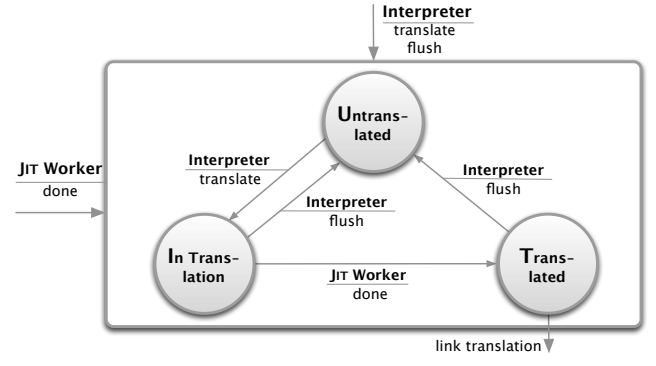 Interpreter
translate
flush
Untrans-
lated
JIT Worker
done
Interpreter
translate
Interpreter
flush
Interpreter
flush
In Trans-
lation
Trans-
lated
JIT Worker
done
link translation